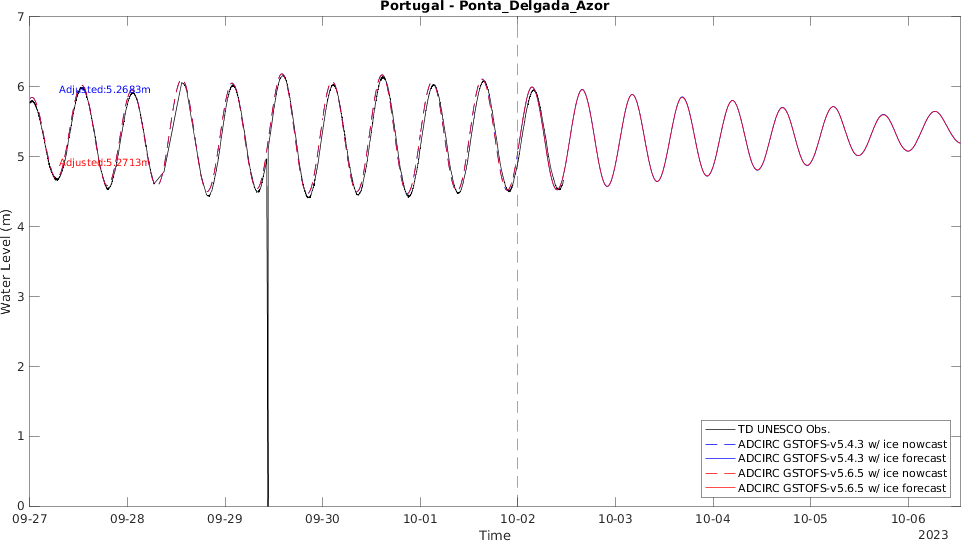 Portugal - Ponta_Delgada_Azor
7
6
5
4
3
2
1
0
Water Level (m)
Adjusted:5.2683m
Adjusted:5.2713m
TD UNESCO Obs.
ADCIRC GSTOFS-v5.4.3 w/ ice nowcast
ADCIRC GSTOFS-v5.4.3 w/ ice forecast
ADCIRC GSTOFS-v5.6.5 w/ ice nowcast
ADCIRC GSTOFS-v5.6.5 w/ ice forecast
09-27 09-28 09-29 09-30 10-01 10-02 10-03 10-04 10-05 10-06
Time
2023